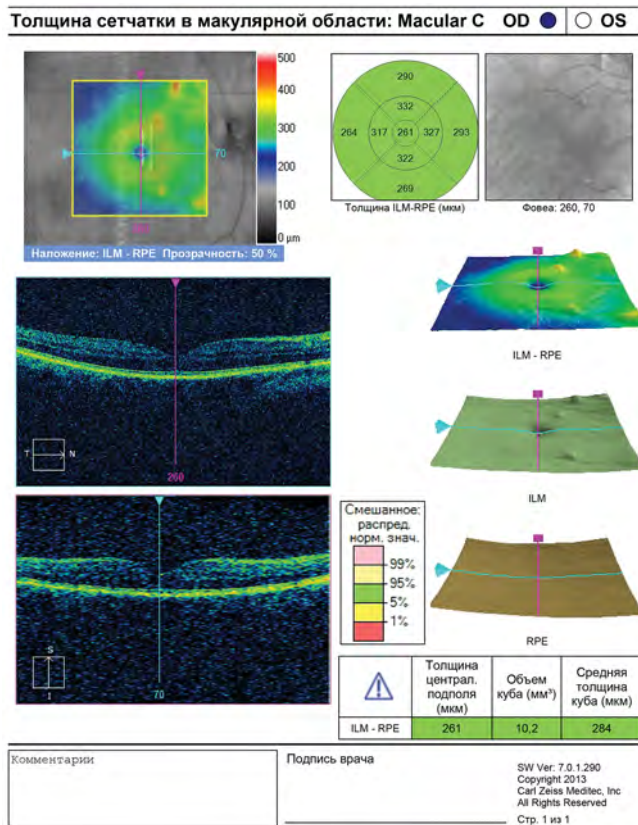 Толщина сетчатки в макулярной области: Macular C OD OS
500
400
300
200
100
0 µm
70
Наложение: ILM - RPE Прозрачность: 50 %
290
332
264 317 261 327 293
322
269
Толщина ILM-RPE (мкм)
Фовеа: 260, 70
ILM - RPE
T N
260
ILM
S
I
70
Смешанное:
распред.
норм. знач.
99%
95%
5%
1%
RPE
Толщина централ. подполя (мкм)
Объем куба (мм³)
Средняя толщина куба (мкм)
ILM - RPE 261 10,2 284
Комментарии
Подпись врача
SW Ver: 7.0.1.290
Copyright 2013
Carl Zeiss Meditec, Inc
All Rights Reserved
Стр. 1 из 1